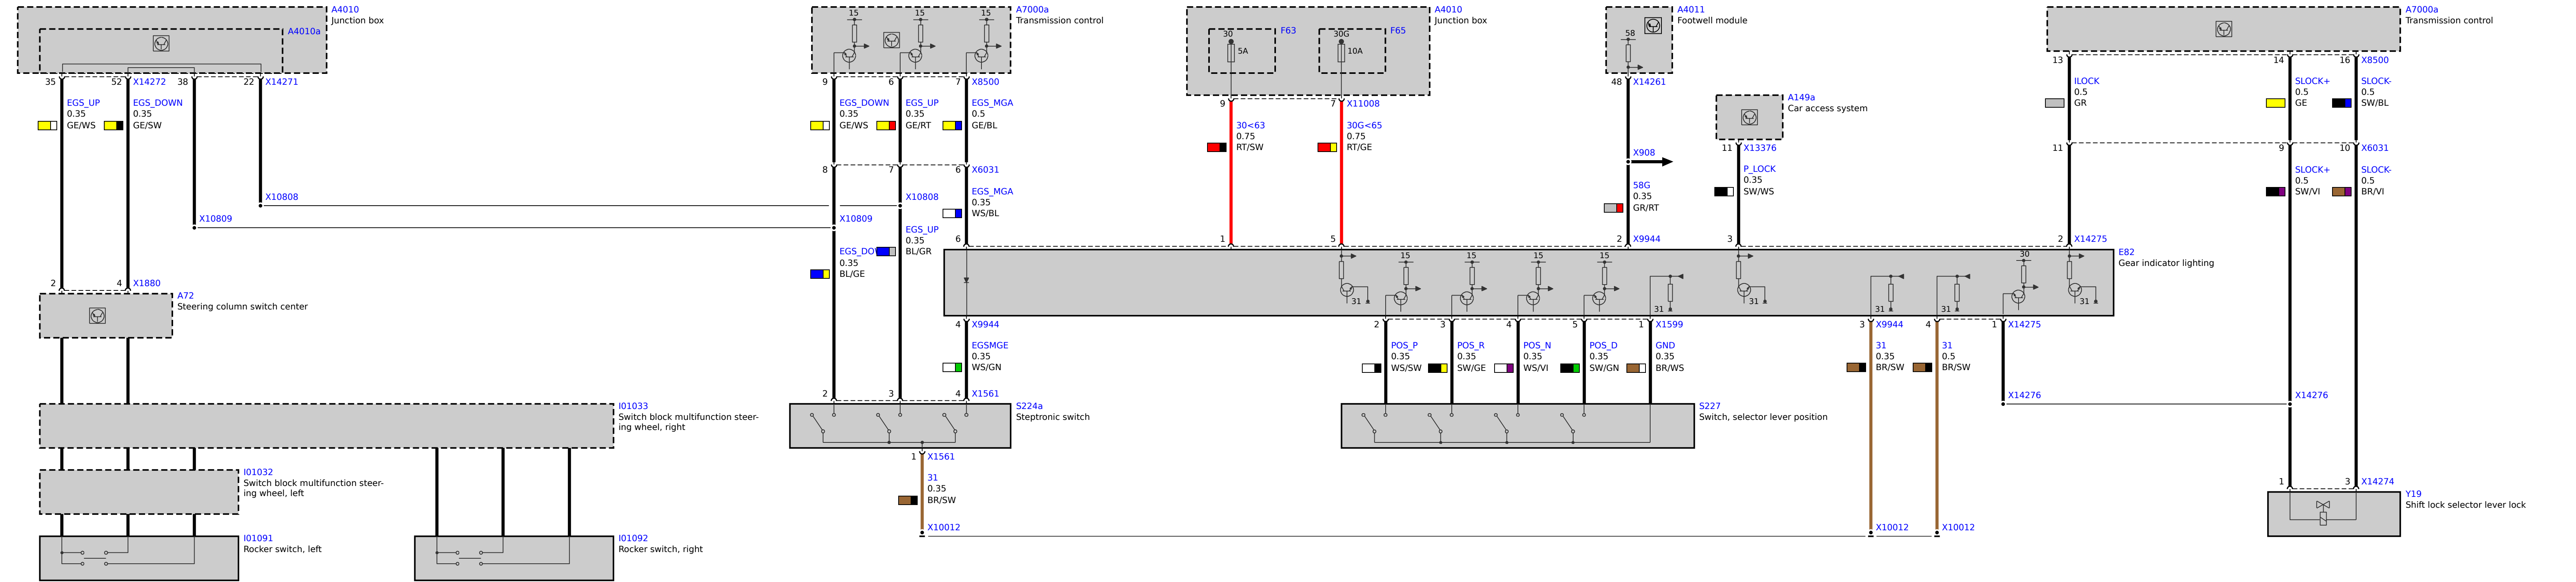 A4010
Junction box
A4010a
35
52
X14272
38
22
X14271
EGS_UP
0.35
GE/WS
EGS_DOWN
0.35
GE/SW
X10808
X10809
2
4
X1880
A72
Steering column switch center
I01033
Switch block multifunction steer-
ing wheel, right
I01032
Switch block multifunction steer-
ing wheel, left
I01091
Rocker switch, left
I01092
Rocker switch, right
A7000a
Transmission control
15
15
15
9
6
7
X8500
EGS_DOWN
0.35
GE/WS
EGS_UP
0.35
GE/RT
EGS_MGA
0.5
GE/BL
8
7
6
X6031
X10808
EGS_MGA
0.35
WS/BL
X10809
EGS_UP
0.35
BL/GR
EGS_DO
0.35
BL/GE
6
4
X9944
EGSMGE
0.35
WS/GN
2
3
4
X1561
S224a
Steptronic switch
1
X1561
31
0.35
BR/SW
X10012
A4010
Junction box
30
5A
F63
30G
10A
F65
9
7
X11008
30<63
0.75
RT/SW
30G<65
0.75
RT/GE
1
5
A4011
Footwell module
58
48
X14261
X908
58G
0.35
GR/RT
2
X9944
A149a
Car access system
11
X13376
P_LOCK
0.35
SW/WS
3
2
X14275
E82
Gear indicator lighting
31
15
15
15
15
31
31
31
31
30
31
2
3
4
5
1
X1599
POS_P
0.35
WS/SW
POS_R
0.35
SW/GE
POS_N
0.35
WS/VI
POS_D
0.35
SW/GN
GND
0.35
BR/WS
S227
Switch, selector lever position
3
X9944
4
1
X14275
31
0.35
BR/SW
31
0.5
BR/SW
X14276
X14276
X10012
X10012
A7000a
Transmission control
13
14
16
X8500
ILOCK
0.5
GR
SLOCK+
0.5
GE
SLOCK-
0.5
SW/BL
11
9
10
X6031
SLOCK+
0.5
SW/VI
SLOCK-
0.5
BR/VI
1
3
X14274
Y19
Shift lock selector lever lock